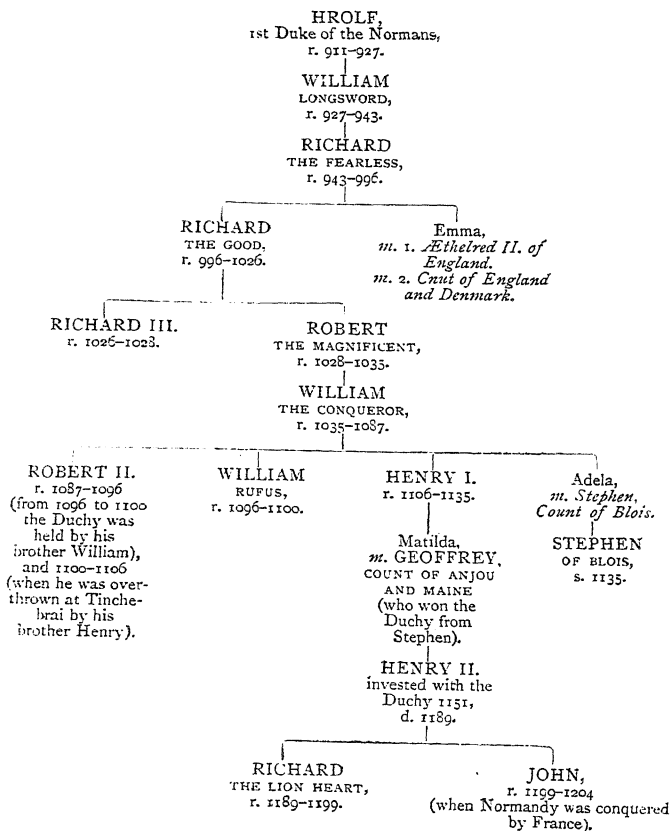 HROLF,
1st Duke of the Normans,
r. 911–927.
WILLIAM
LONGSWORD,
r. 927–943.
RICHARD
THE FEARLESS,
r. 943–996.
RICHARD
THE GOOD,
r. 996–1026.
Emma,
m. 1. Æthelred II. of
England.
m. 2. Cnut of England
and Denmark.
RICHARD III.
r. 1026–1028.
ROBERT
THE MAGNIFICENT,
r. 1028–1035.
WILLIAM
THE CONQUEROR,
r. 1035–1087.
ROBERT II.
r. 1087–1096
(from 1096 to 1100
the Duchy was
held by his
brother William),
and 1100–1106
(when he was over-
thrown at Tinche-
brai by his
brother Henry).
WILLIAM
RUFUS,
r. 1096–1100.
HENRY I.
r. 1106–1135.
Matilda,
m. GEOFFREY,
COUNT OF ANJOU
AND MAINE
(who won the
Duchy from
Stephen).
Adela,
m. Stephen,
Count of Blois.
STEPHEN
OF BLOIS,
s. 1135.
HENRY II.
invested with the
Duchy 1151,
d. 1189.
RICHARD
THE LION HEART,
r. 1189–1199.
JOHN,
r. 1199–1204
(when Normandy was conquered
by France).